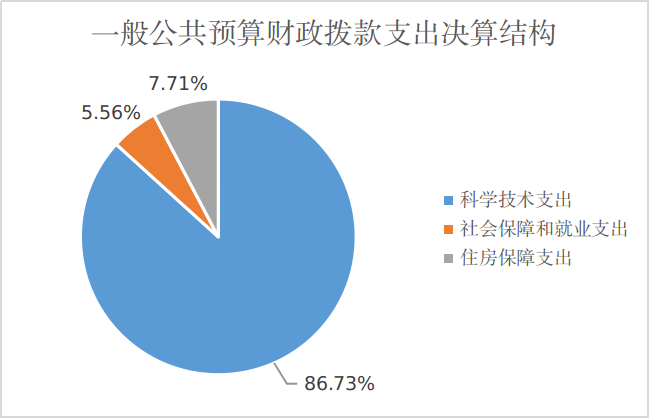 一般公共预算财政拨款支出决算结构
7.71%
5.56%
科学技术支出
社会保障和就业支出
住房保障支出
86.73%